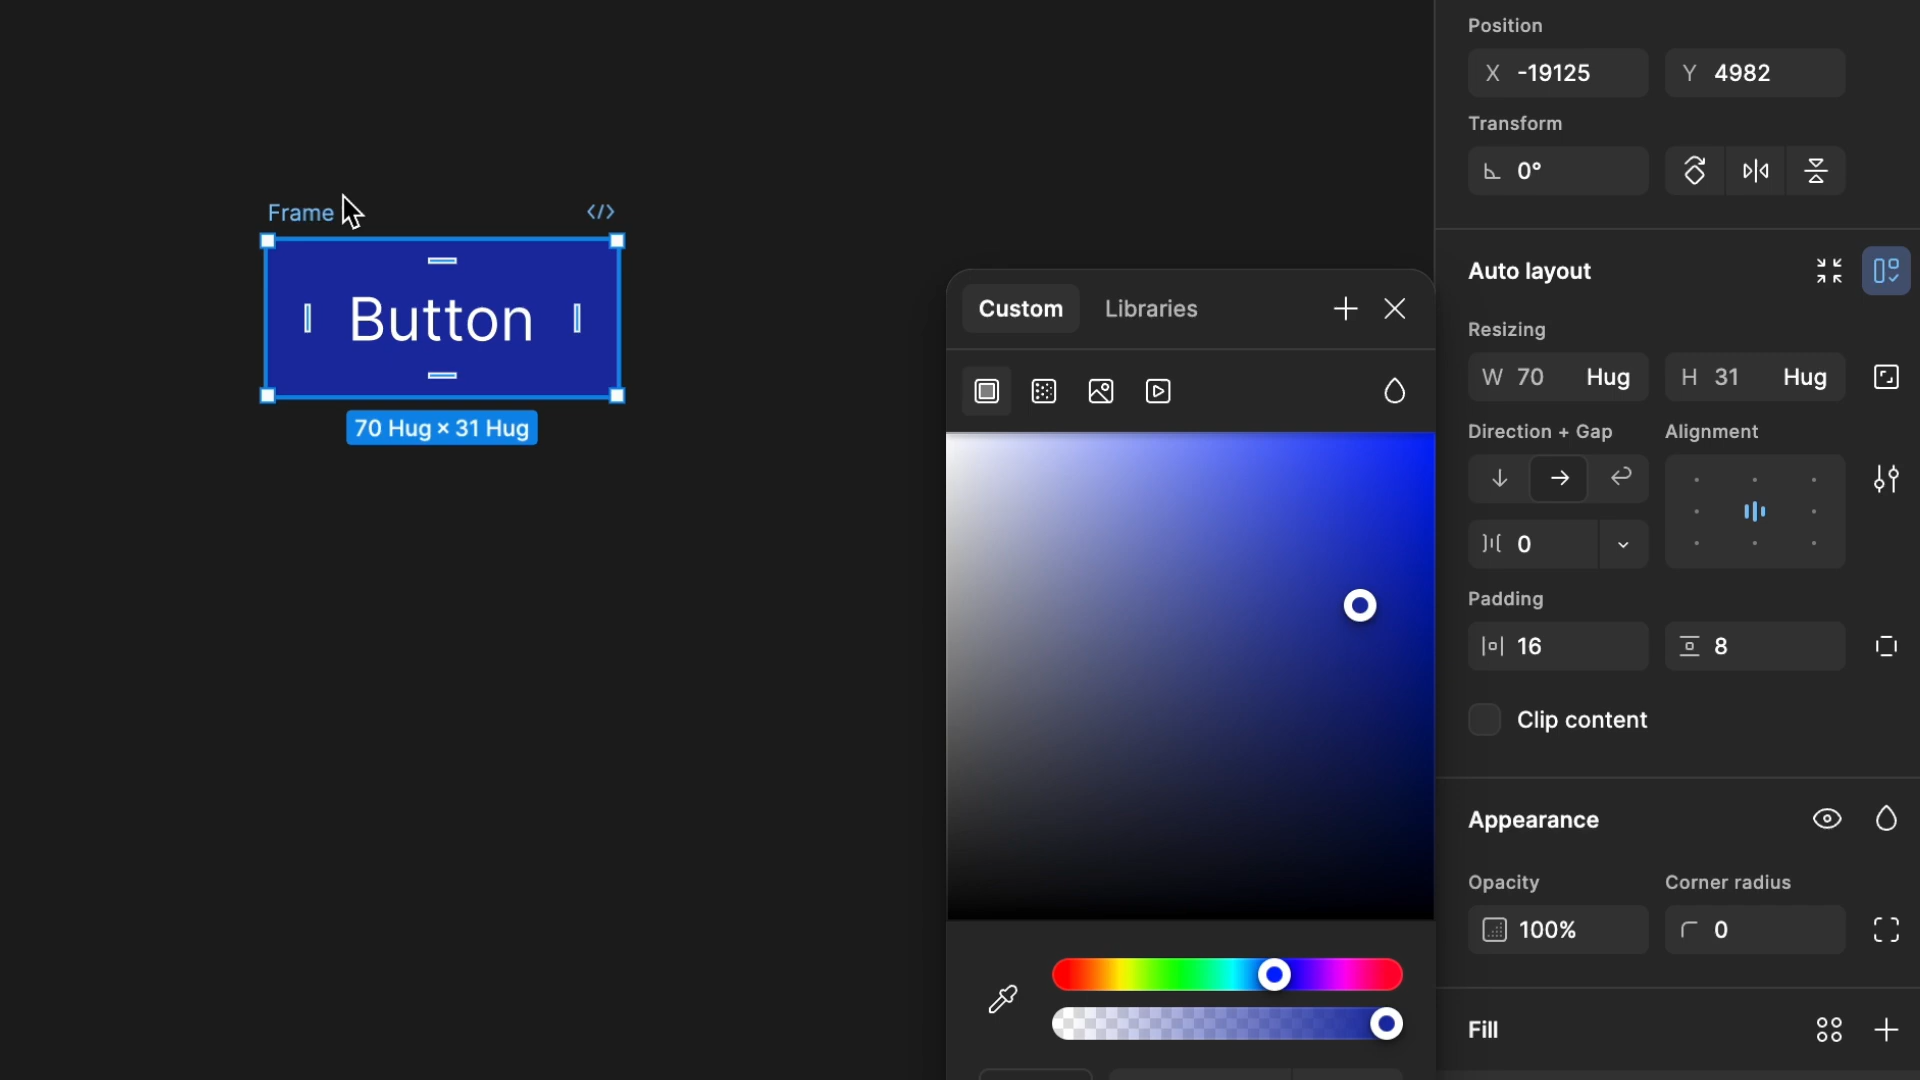 Frame
</>
Button
70 Hug × 31 Hug
Custom
Libraries
Position
X -19125
Y 4982
Transform
0°
Auto layout
Resizing
W 70 Hug
H 31 Hug
Direction + Gap
Alignment
0
Padding
16
8
Clip content
Appearance
Opacity
Corner radius
100%
0
Fill